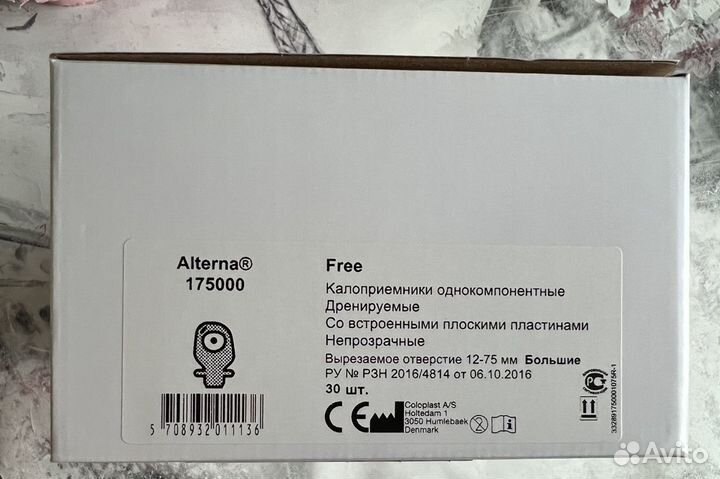 Alterna®
175000
Free
Калоприемники однокомпонентные
Дренируемые
Со встроенными плоскими пластинами
Непрозрачные
Вырезаемое отверстие 12-75 мм Большие
РУ № РЗН 2016/4814 от 06.10.2016
30 шт.
5 708932 011136
CE
Coloplast A/S
Holtedam 1
3050 Humlebaek
Denmark
Avito